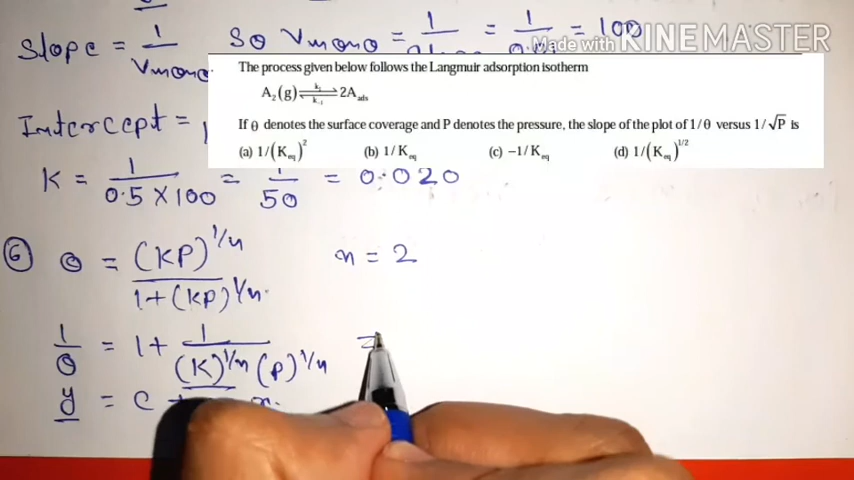 Slope = 1/Vmono So Vmono = 1/ = 1/ = 100
Made with KINEMASTER
The process given below follows the Langmuir adsorption isotherm
A₂(g) ⇌ 2A_ads
k₁
k₋₁
If θ denotes the surface coverage and P denotes the pressure, the slope of the plot of 1/θ versus 1/√P is
(a) 1/(K_eq)² (b) 1/K_eq (c) −1/K_eq (d) 1/(K_eq)^1/2
Intercept =
K = 1/(0.5 × 100) = 1/50 = 0.020
⑥ θ = (KP)^1/n / 1+(KP)^1/n n = 2
1/θ = 1 + 1/((K)^1/n (P)^1/n)
y = c +